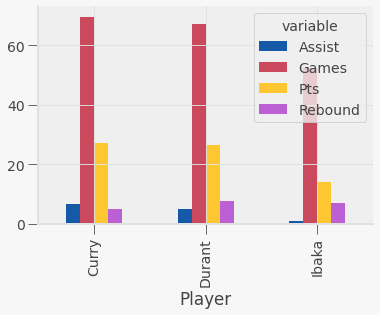 variable
Assist
Games
Pts
Rebound
60
40
20
0
Curry
Durant
Ibaka
Player